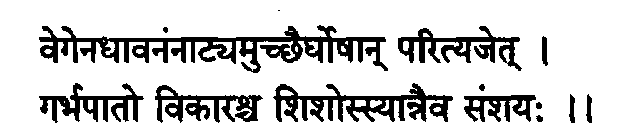 वेगेनधावनंनाट्यमुच्छैर्घोषान् परित्यजेत् ।
गर्भपातो विकारश्च शिशोस्स्यान्नैव संशयः ।।